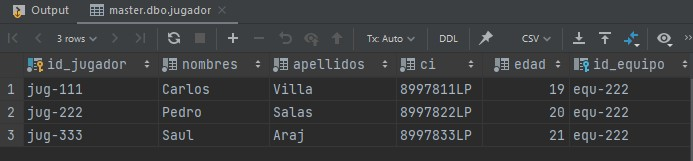 Output master.dbo.jugador
3 rows Tx: Auto DDL CSV
id_jugador nombres apellidos ci edad id_equipo
1 jug-111 Carlos Villa 8997811LP 19 equ-222
2 jug-222 Pedro Salas 8997822LP 20 equ-222
3 jug-333 Saul Araj 8997833LP 21 equ-222